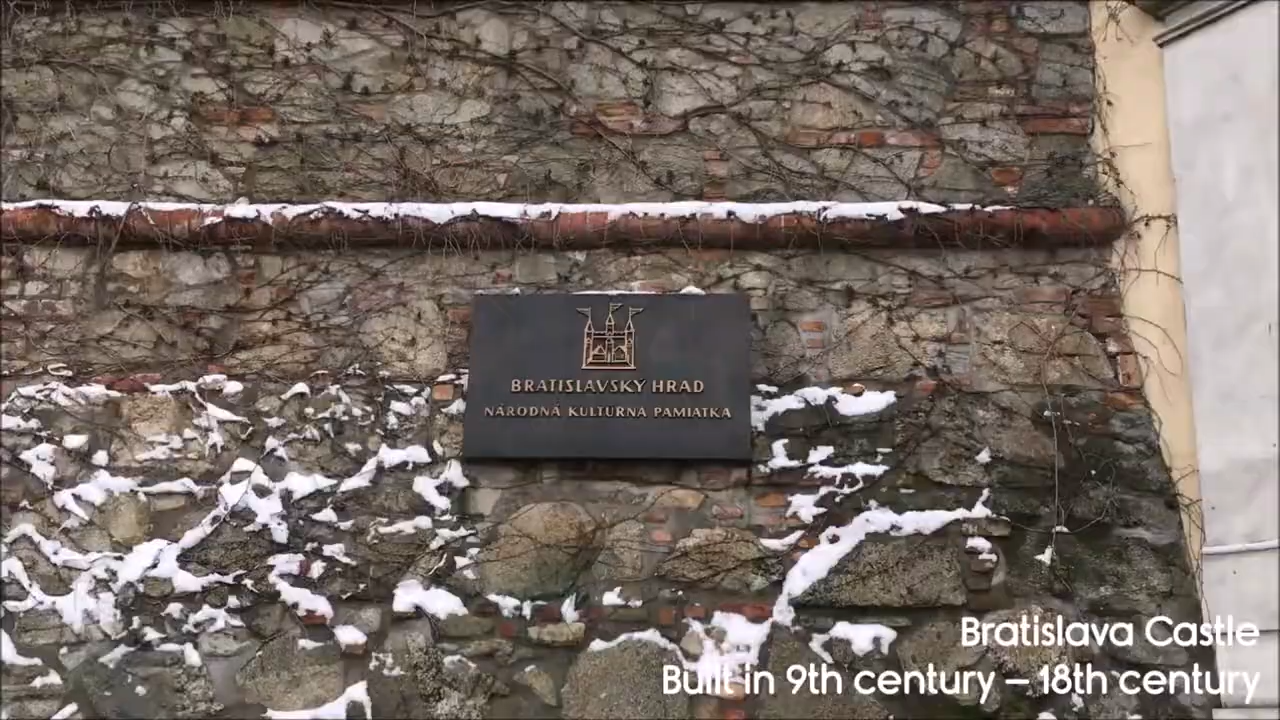 BRATISLAVSKÝ HRAD
NÁRODNÁ KULTÚRNA PAMIATKA
Bratislava Castle
Built in 9th century – 18th century